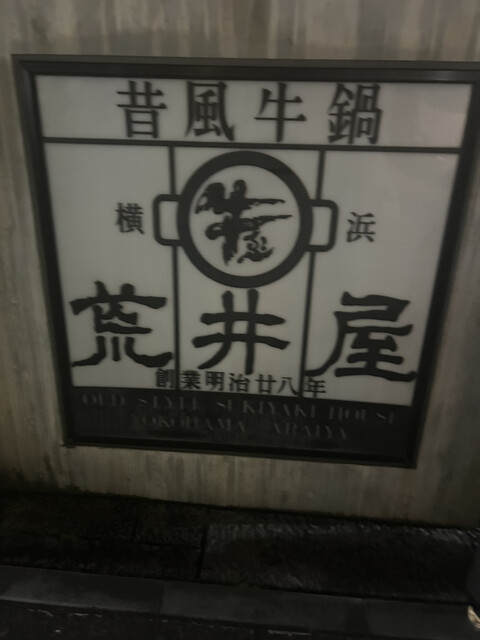 昔風牛鍋
横浜
荒井屋
創業明治廿八年
OLD STYLE SUKIYAKI HOUSE
YOKOHAMA ARAIYA